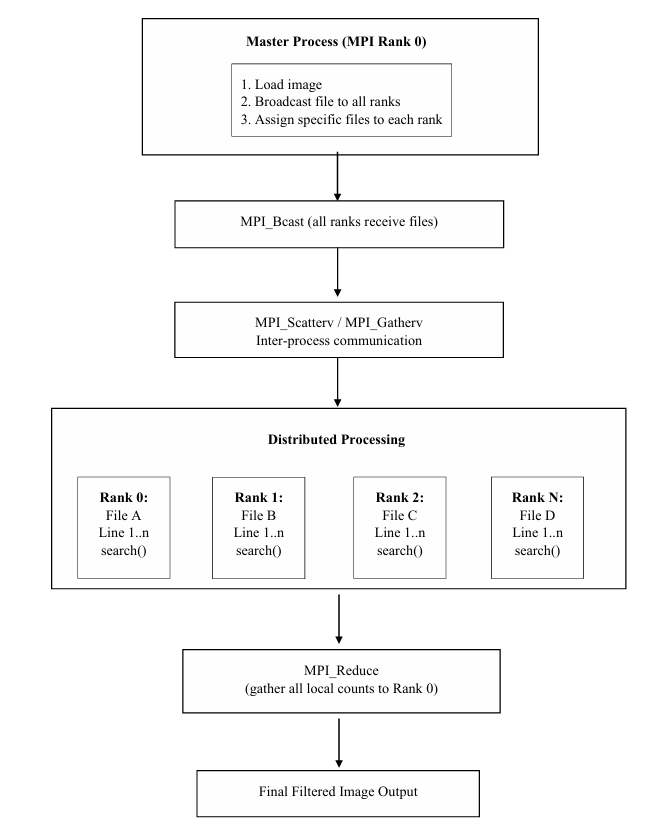 Master Process (MPI Rank 0)
1. Load image
2. Broadcast file to all ranks
3. Assign specific files to each rank
MPI_Bcast (all ranks receive files)
MPI_Scatterv / MPI_Gatherv
Inter-process communication
Distributed Processing
Rank 0:
File A
Line 1..n
search()
Rank 1:
File B
Line 1..n
search()
Rank 2:
File C
Line 1..n
search()
Rank N:
File D
Line 1..n
search()
MPI_Reduce
(gather all local counts to Rank 0)
Final Filtered Image Output